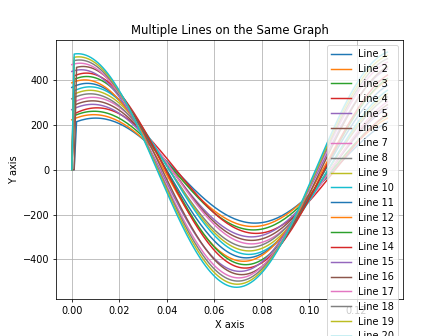 Multiple Lines on the Same Graph
Y axis
400
200
0
−200
−400
0.00
0.02
0.04
0.06
0.08
0.10
X axis
Line 1
Line 2
Line 3
Line 4
Line 5
Line 6
Line 7
Line 8
Line 9
Line 10
Line 11
Line 12
Line 13
Line 14
Line 15
Line 16
Line 17
Line 18
Line 19
Line 20